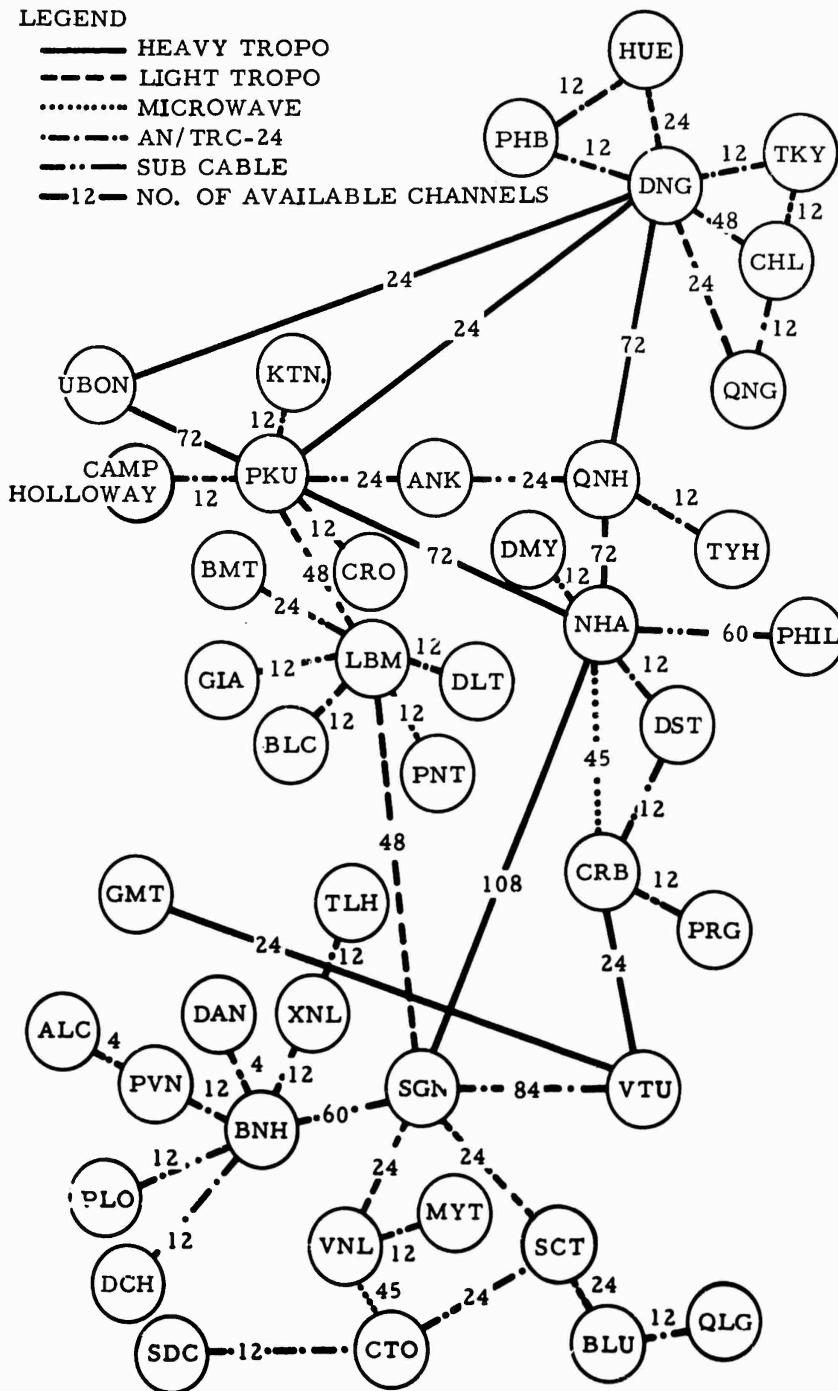 LEGEND
HEAVY TROPO
LIGHT TROPO
MICROWAVE
AN/TRC-24
SUB CABLE
12 NO. OF AVAILABLE CHANNELS
HUE
12
24
PHB
12
DNG
12
TKY
48
12
CHL
24
12
QNG
24
24
72
UBON
KTN.
72
12
CAMP
HOLLOWAY
12
PKU
24
ANK
24
QNH
12
TYH
12
CRO
72
DMY
12
72
BMT
48
24
NHA
60
PHIL
GIA
12
LBM
12
DLT
12
DST
BLC
12
12
PNT
45
12
48
CRB
12
PRG
GMT
TLH
108
24
12
24
ALC
4
DAN
XNL
PVN
12
4
12
BNH
60
SGN
84
VTU
PLO
12
DCH
12
24
24
VNL
12
MYT
SCT
45
24
24
SDC
12
CTO
BLU
12
QLG